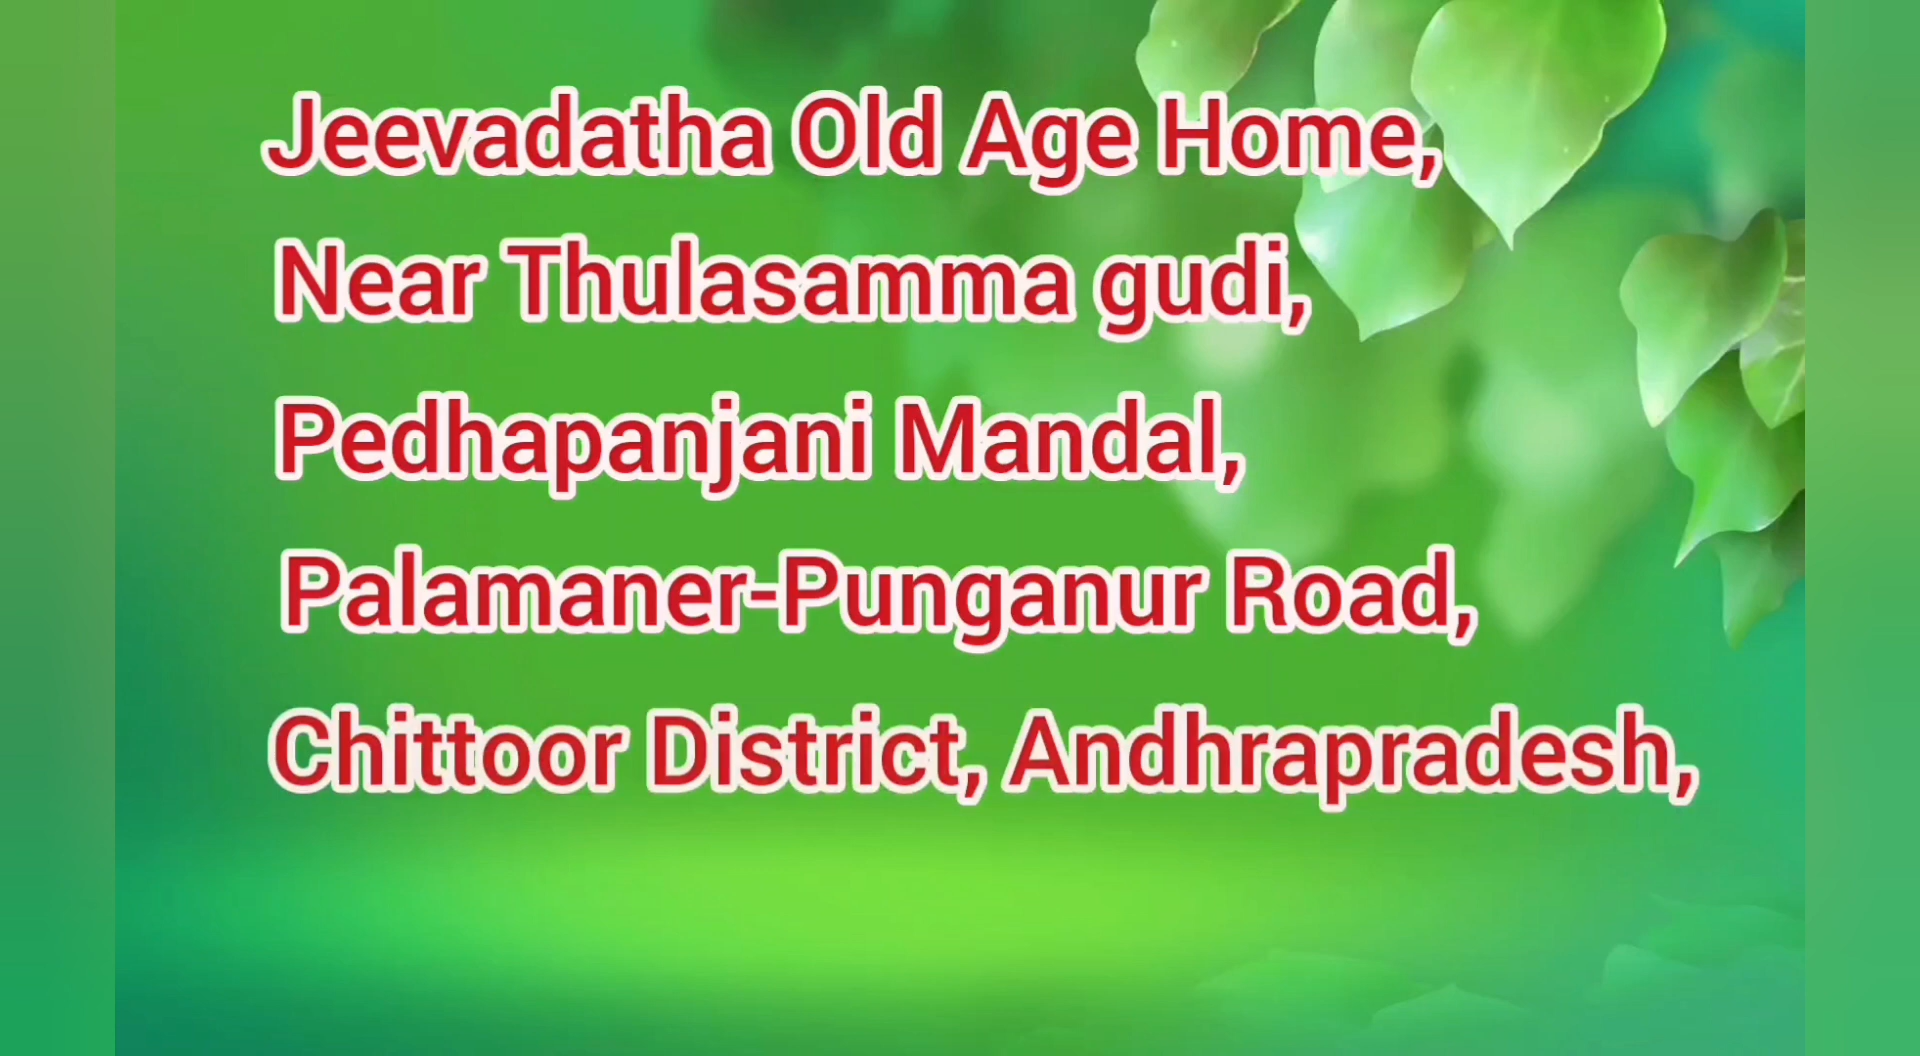 Jeevadatha Old Age Home,
Near Thulasamma gudi,
Pedhapanjani Mandal,
Palamaner-Punganur Road,
Chittoor District, Andhrapradesh,